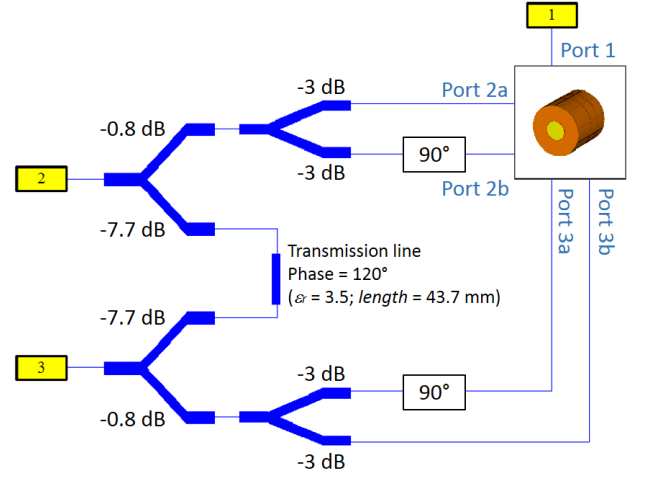 1
Port 1
-3 dB
Port 2a
-0.8 dB
-3 dB
90°
Port 2b
2
-7.7 dB
Transmission line
Phase = 120°
(εr = 3.5; length = 43.7 mm)
Port 3a
Port 3b
-7.7 dB
3
-3 dB
90°
-0.8 dB
-3 dB